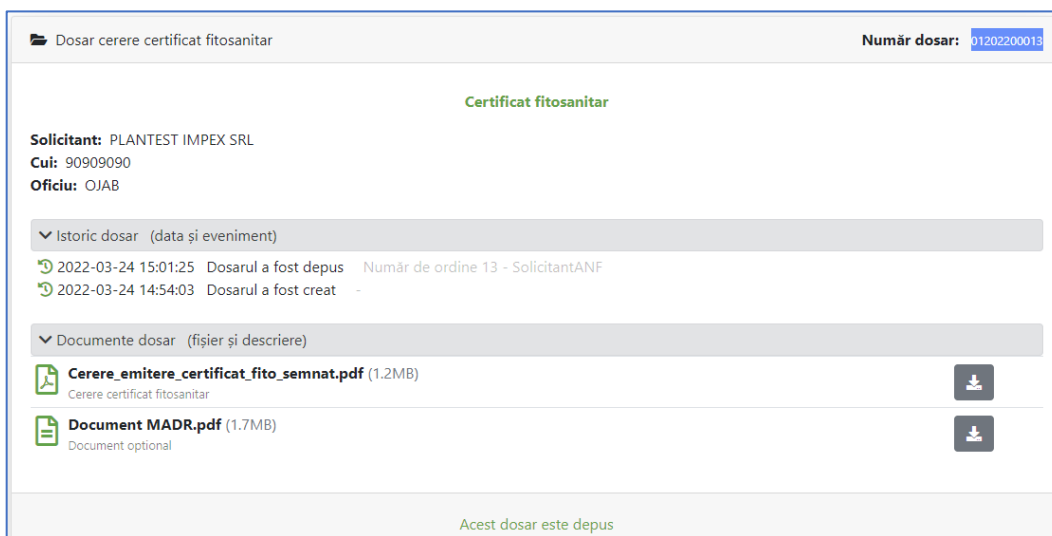 Dosar cerere certificat fitosanitar Număr dosar: 01202200013
Certificat fitosanitar
Solicitant: PLANTEST IMPEX SRL
Cui: 90909090
Oficiu: OJAB
Istoric dosar (data și eveniment)
2022-03-24 15:01:25 Dosarul a fost depus Număr de ordine 13 - SolicitantANF
2022-03-24 14:54:03 Dosarul a fost creat -
Documente dosar (fișier și descriere)
Cerere_emitere_certificat_fito_semnat.pdf (1.2MB)
Cerere certificat fitosanitar
Document MADR.pdf (1.7MB)
Document optional
Acest dosar este depus